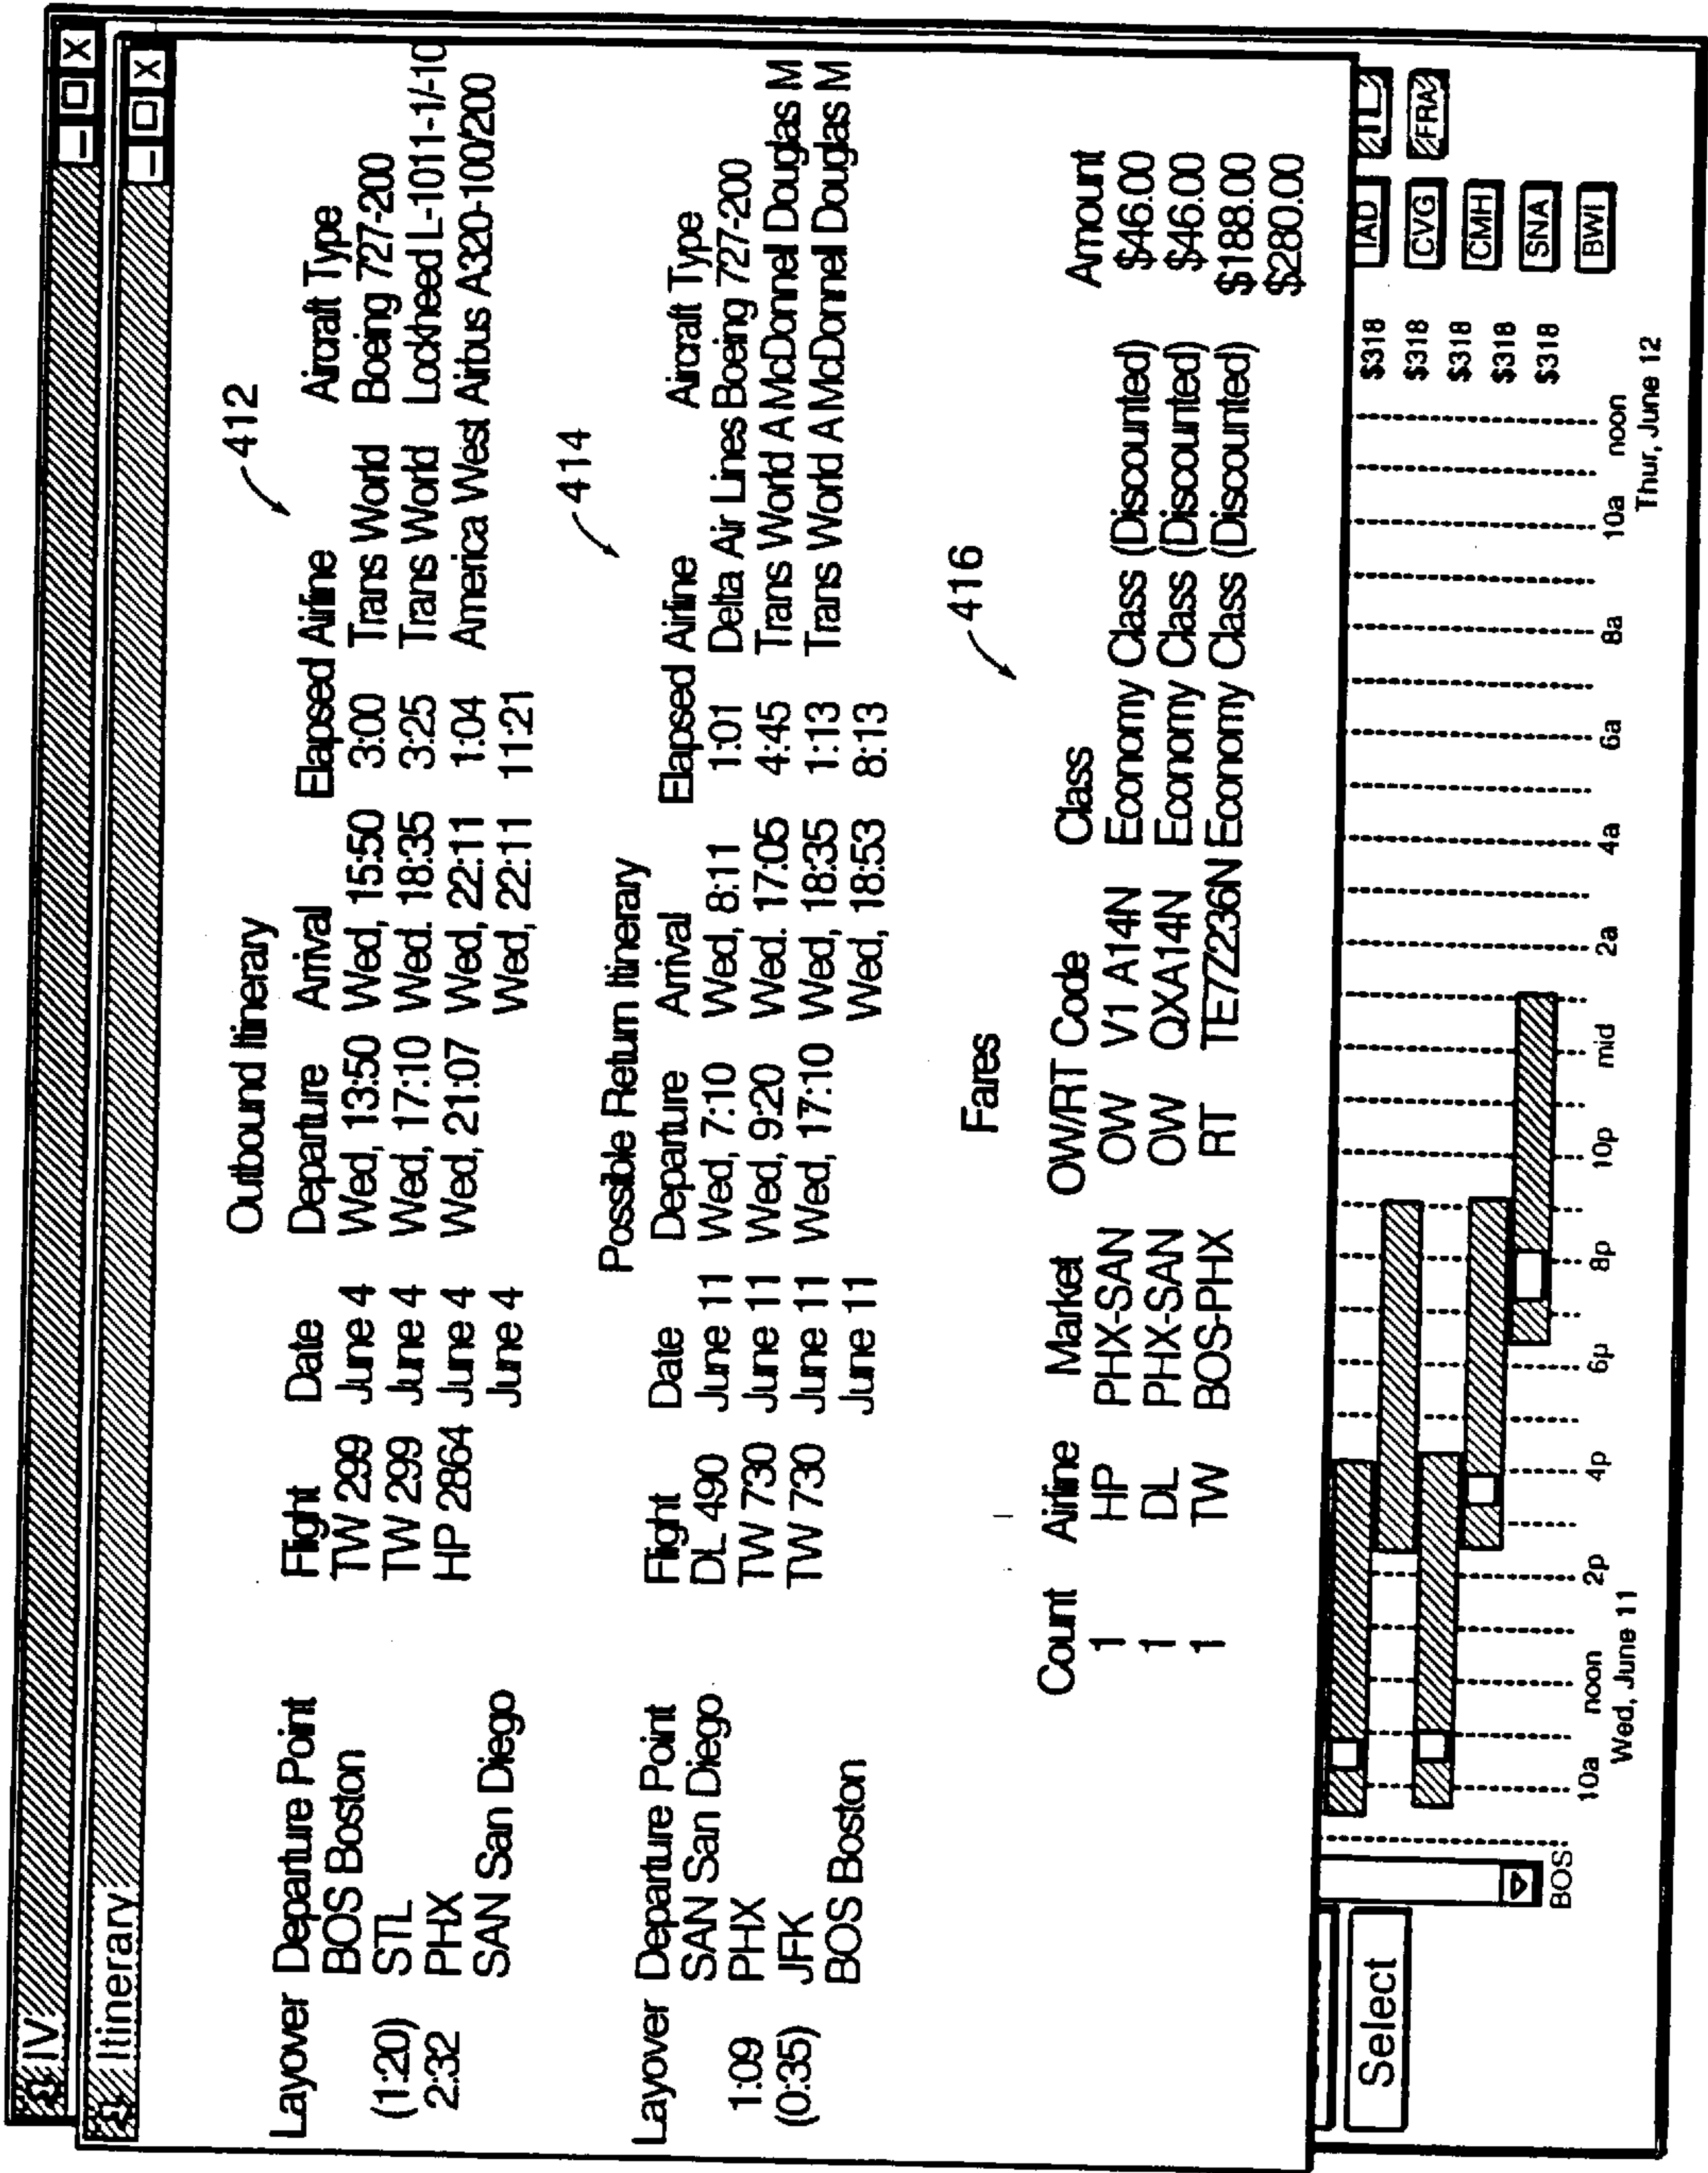 IV
Itinerary
Outbound Itinerary
412
Layover Departure Point Flight Date Departure Arrival Elapsed Airline Aircraft Type
BOS Boston TW 299 June 4 Wed, 13:50 Wed, 15:50 3:00 Trans World Boeing 727-200
(1:20) STL TW 299 June 4 Wed, 17:10 Wed. 18:35 3:25 Trans World Lockheed L-1011-1/-10
2:32 PHX HP 2864 June 4 Wed, 21:07 Wed, 22:11 1:04 America West Airbus A320-100/200
SAN San Diego June 4 Wed, 22:11 11:21
Possible Return Itinerary
414
Layover Departure Point Flight Date Departure Arrival Elapsed Airline Aircraft Type
SAN San Diego DL 490 June 11 Wed, 7:10 Wed, 8:11 1:01 Delta Air Lines Boeing 727-200
1:09 PHX TW 730 June 11 Wed, 9:20 Wed. 17:05 4:45 Trans World A McDonnell Douglas M
(0:35) JFK TW 730 June 11 Wed, 17:10 Wed, 18:35 1:13 Trans World A McDonnell Douglas M
BOS Boston June 11 Wed, 18:53 8:13
Fares
416
Count Airline Market OW/RT Code Class Amount
1 HP PHX-SAN OW V1 A14N Economy Class (Discounted) $46.00
1 DL PHX-SAN OW QXA14N Economy Class (Discounted) $46.00
1 TW BOS-PHX RT TE7Z236N Economy Class (Discounted) $188.00
$280.00
Select
$318 IAD
$318 CVG FRA
$318 CMH
$318 SNA
$318 BWI
BOS 10a noon 2p 4p 6p 8p 10p mid 2a 4a 6a 8a 10a noon
Wed, June 11 Thur, June 12